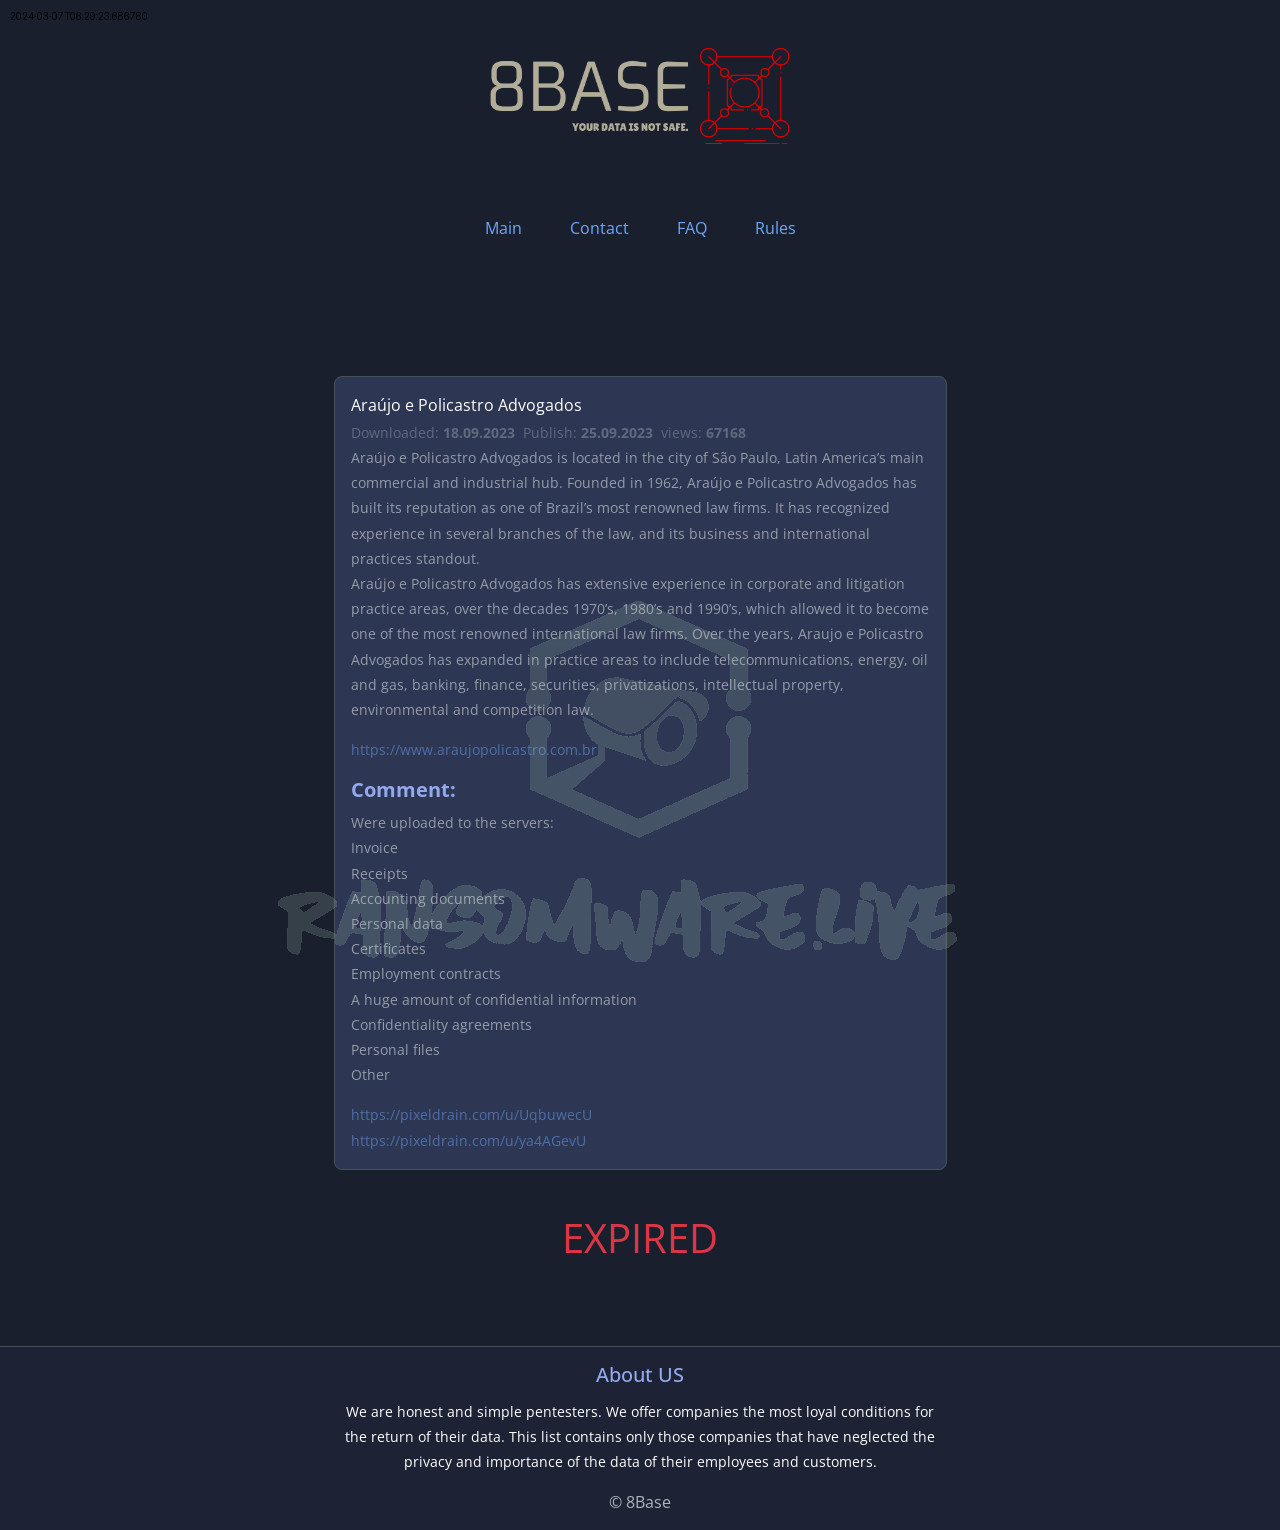 2024-03-07T06:29:23.686780
8BASE
YOUR DATA IS NOT SAFE.
Main Contact FAQ Rules
Araújo e Policastro Advogados
Downloaded: 18.09.2023 Publish: 25.09.2023 views: 67168
Araújo e Policastro Advogados is located in the city of São Paulo, Latin America’s main
commercial and industrial hub. Founded in 1962, Araújo e Policastro Advogados has
built its reputation as one of Brazil’s most renowned law firms. It has recognized
experience in several branches of the law, and its business and international
practices standout.
Araújo e Policastro Advogados has extensive experience in corporate and litigation
practice areas, over the decades 1970’s, 1980’s and 1990’s, which allowed it to become
one of the most renowned international law firms. Over the years, Araujo e Policastro
Advogados has expanded in practice areas to include telecommunications, energy, oil
and gas, banking, finance, securities, privatizations, intellectual property,
environmental and competition law.
https://www.araujopolicastro.com.br
Comment:
Were uploaded to the servers:
Invoice
Receipts
Accounting documents
RANSOMWARE.LIVE
Personal data
Certificates
Employment contracts
A huge amount of confidential information
Confidentiality agreements
Personal files
Other
https://pixeldrain.com/u/UqbuwecU
https://pixeldrain.com/u/ya4AGevU
EXPIRED
About US
We are honest and simple pentesters. We offer companies the most loyal conditions for
the return of their data. This list contains only those companies that have neglected the
privacy and importance of the data of their employees and customers.
© 8Base